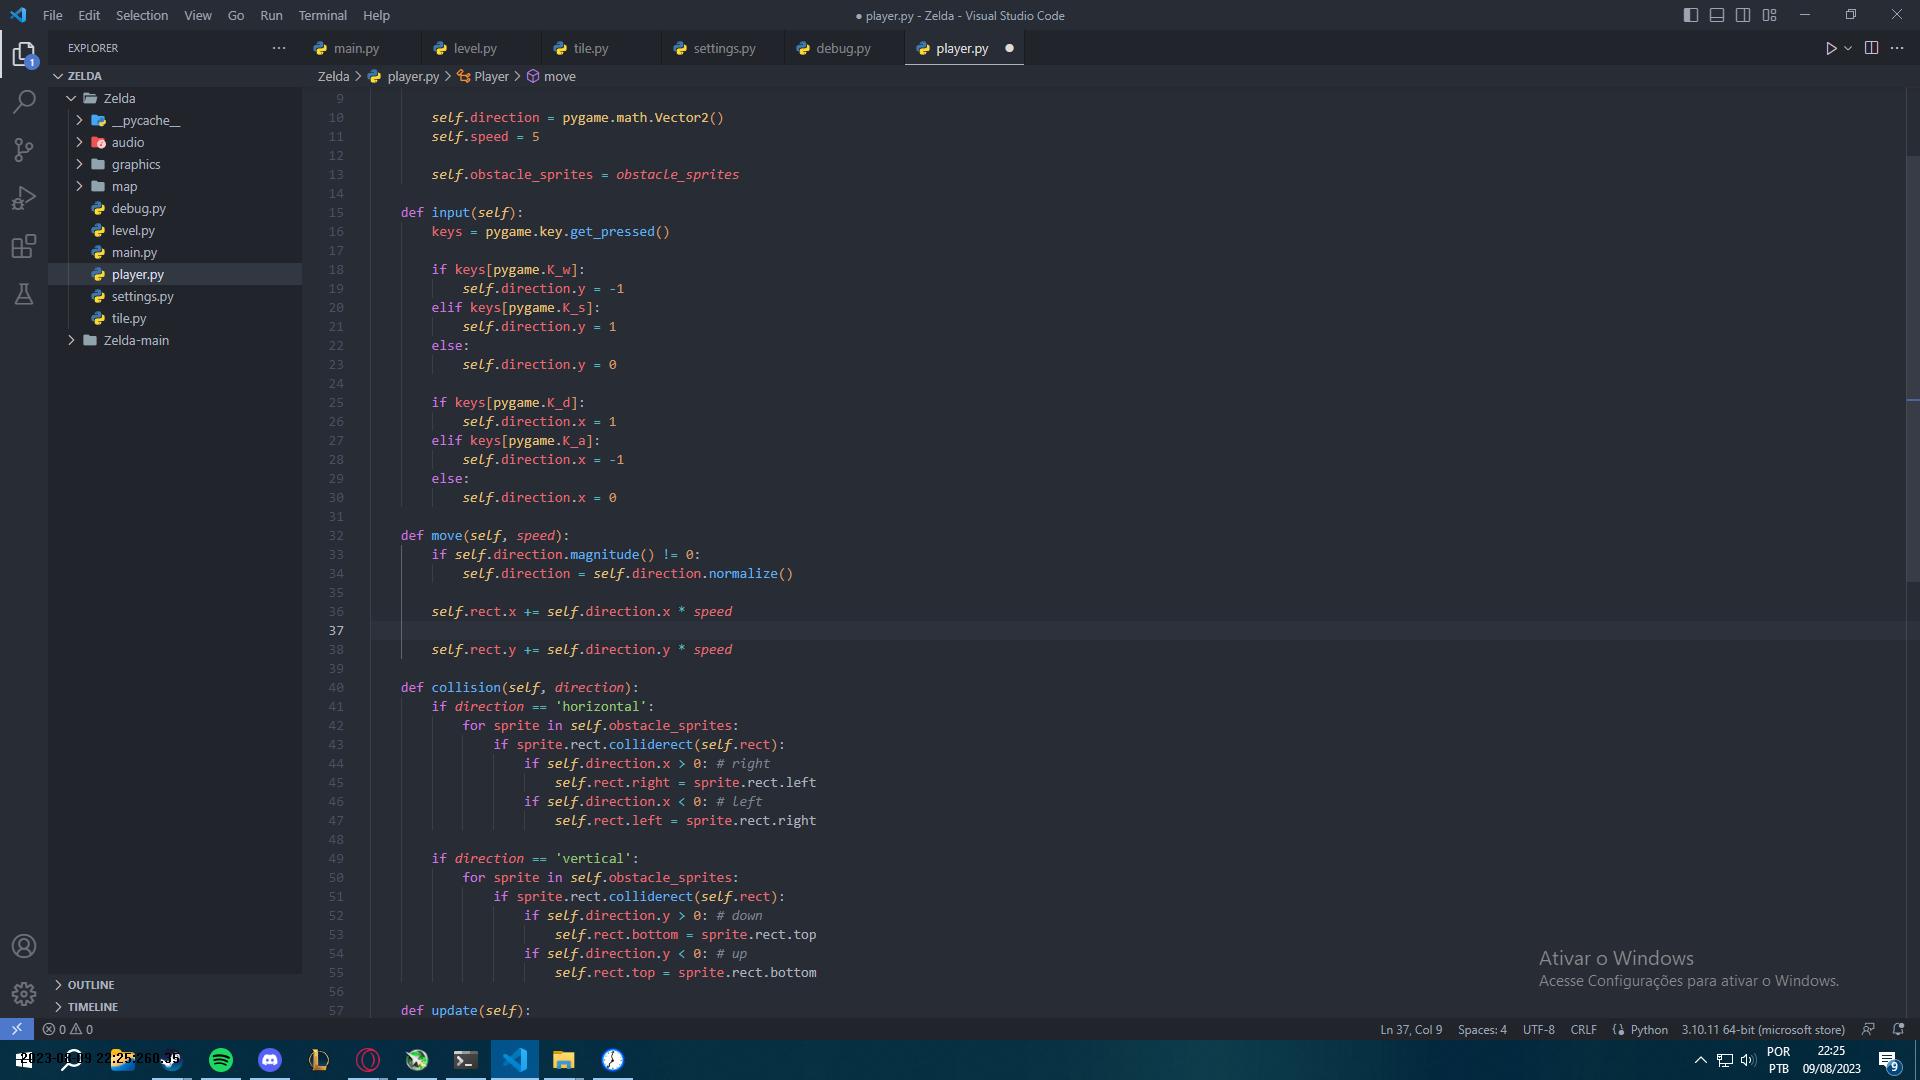 File Edit Selection View Go Run Terminal Help
● player.py - Zelda - Visual Studio Code
EXPLORER
main.py level.py tile.py settings.py debug.py player.py
ZELDA
Zelda
__pycache__
audio
graphics
map
debug.py
level.py
main.py
player.py
settings.py
tile.py
Zelda-main
OUTLINE
TIMELINE
1
Zelda > player.py > Player > move
9
10 self.direction = pygame.math.Vector2()
11 self.speed = 5
12
13 self.obstacle_sprites = obstacle_sprites
14
15 def input(self):
16 keys = pygame.key.get_pressed()
17
18 if keys[pygame.K_w]:
19 self.direction.y = -1
20 elif keys[pygame.K_s]:
21 self.direction.y = 1
22 else:
23 self.direction.y = 0
24
25 if keys[pygame.K_d]:
26 self.direction.x = 1
27 elif keys[pygame.K_a]:
28 self.direction.x = -1
29 else:
30 self.direction.x = 0
31
32 def move(self, speed):
33 if self.direction.magnitude() != 0:
34 self.direction = self.direction.normalize()
35
36 self.rect.x += self.direction.x * speed
37
38 self.rect.y += self.direction.y * speed
39
40 def collision(self, direction):
41 if direction == 'horizontal':
42 for sprite in self.obstacle_sprites:
43 if sprite.rect.colliderect(self.rect):
44 if self.direction.x > 0: # right
45 self.rect.right = sprite.rect.left
46 if self.direction.x < 0: # left
47 self.rect.left = sprite.rect.right
48
49 if direction == 'vertical':
50 for sprite in self.obstacle_sprites:
51 if sprite.rect.colliderect(self.rect):
52 if self.direction.y > 0: # down
53 self.rect.bottom = sprite.rect.top
54 if self.direction.y < 0: # up
55 self.rect.top = sprite.rect.bottom
56
57 def update(self):
Ativar o Windows
Acesse Configurações para ativar o Windows.
0 0
Ln 37, Col 9 Spaces: 4 UTF-8 CRLF Python 3.10.11 64-bit (microsoft store)
2023-08-09 22:25:26
POR
PTB
22:25
09/08/2023
9